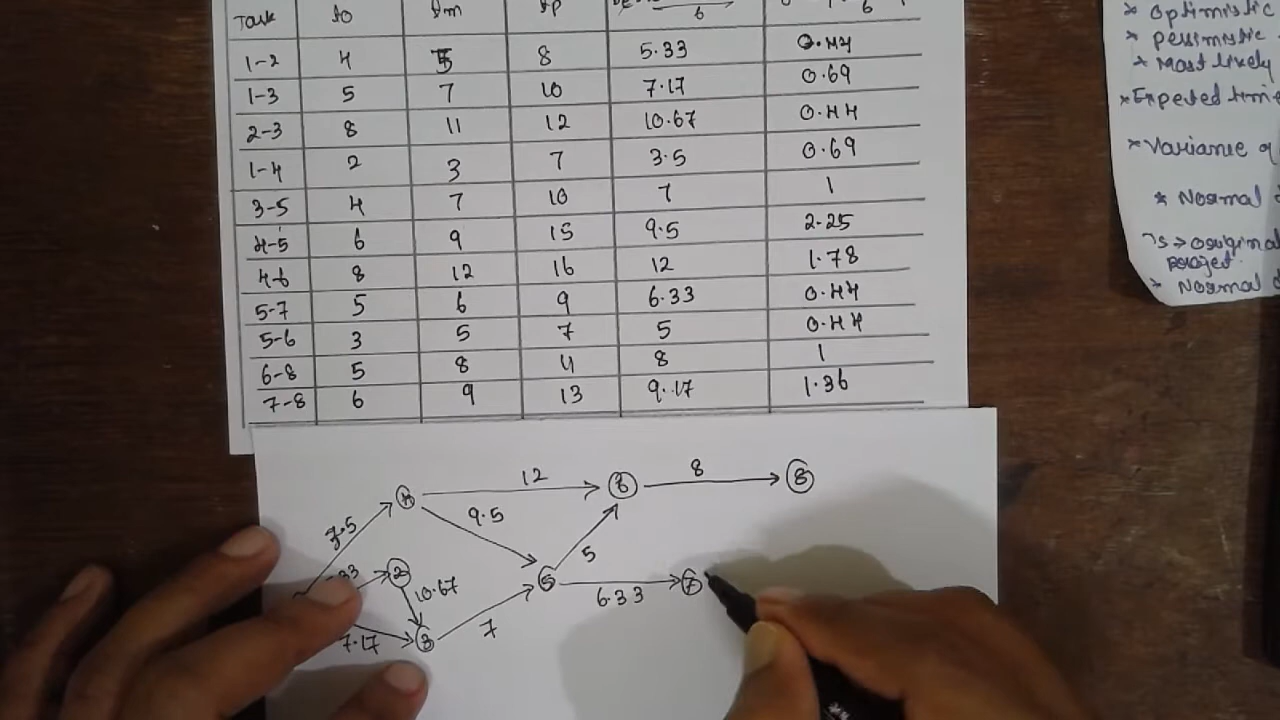 Task to tm tp 6 6
1-2 4 5 8 5.33 0.44
1-3 5 7 10 7.17 0.69
2-3 8 11 12 10.67 0.44
1-4 2 3 7 3.5 0.69
3-5 4 7 10 7 1
4-5 6 9 15 9.5 2.25
4-6 8 12 16 12 1.78
5-7 5 6 9 6.33 0.44
5-6 3 5 7 5 0.44
6-8 5 8 11 8 1
7-8 6 9 13 9.17 1.36
* Optimistic
* pessimistic
* Most likely
* Expected time
* Variance of
* Normal
Ts => original
project
* Normal
4 12 6 8 8
3.5 9.5
5
33 2 10.67 5 6.33 7
7.17 3 7